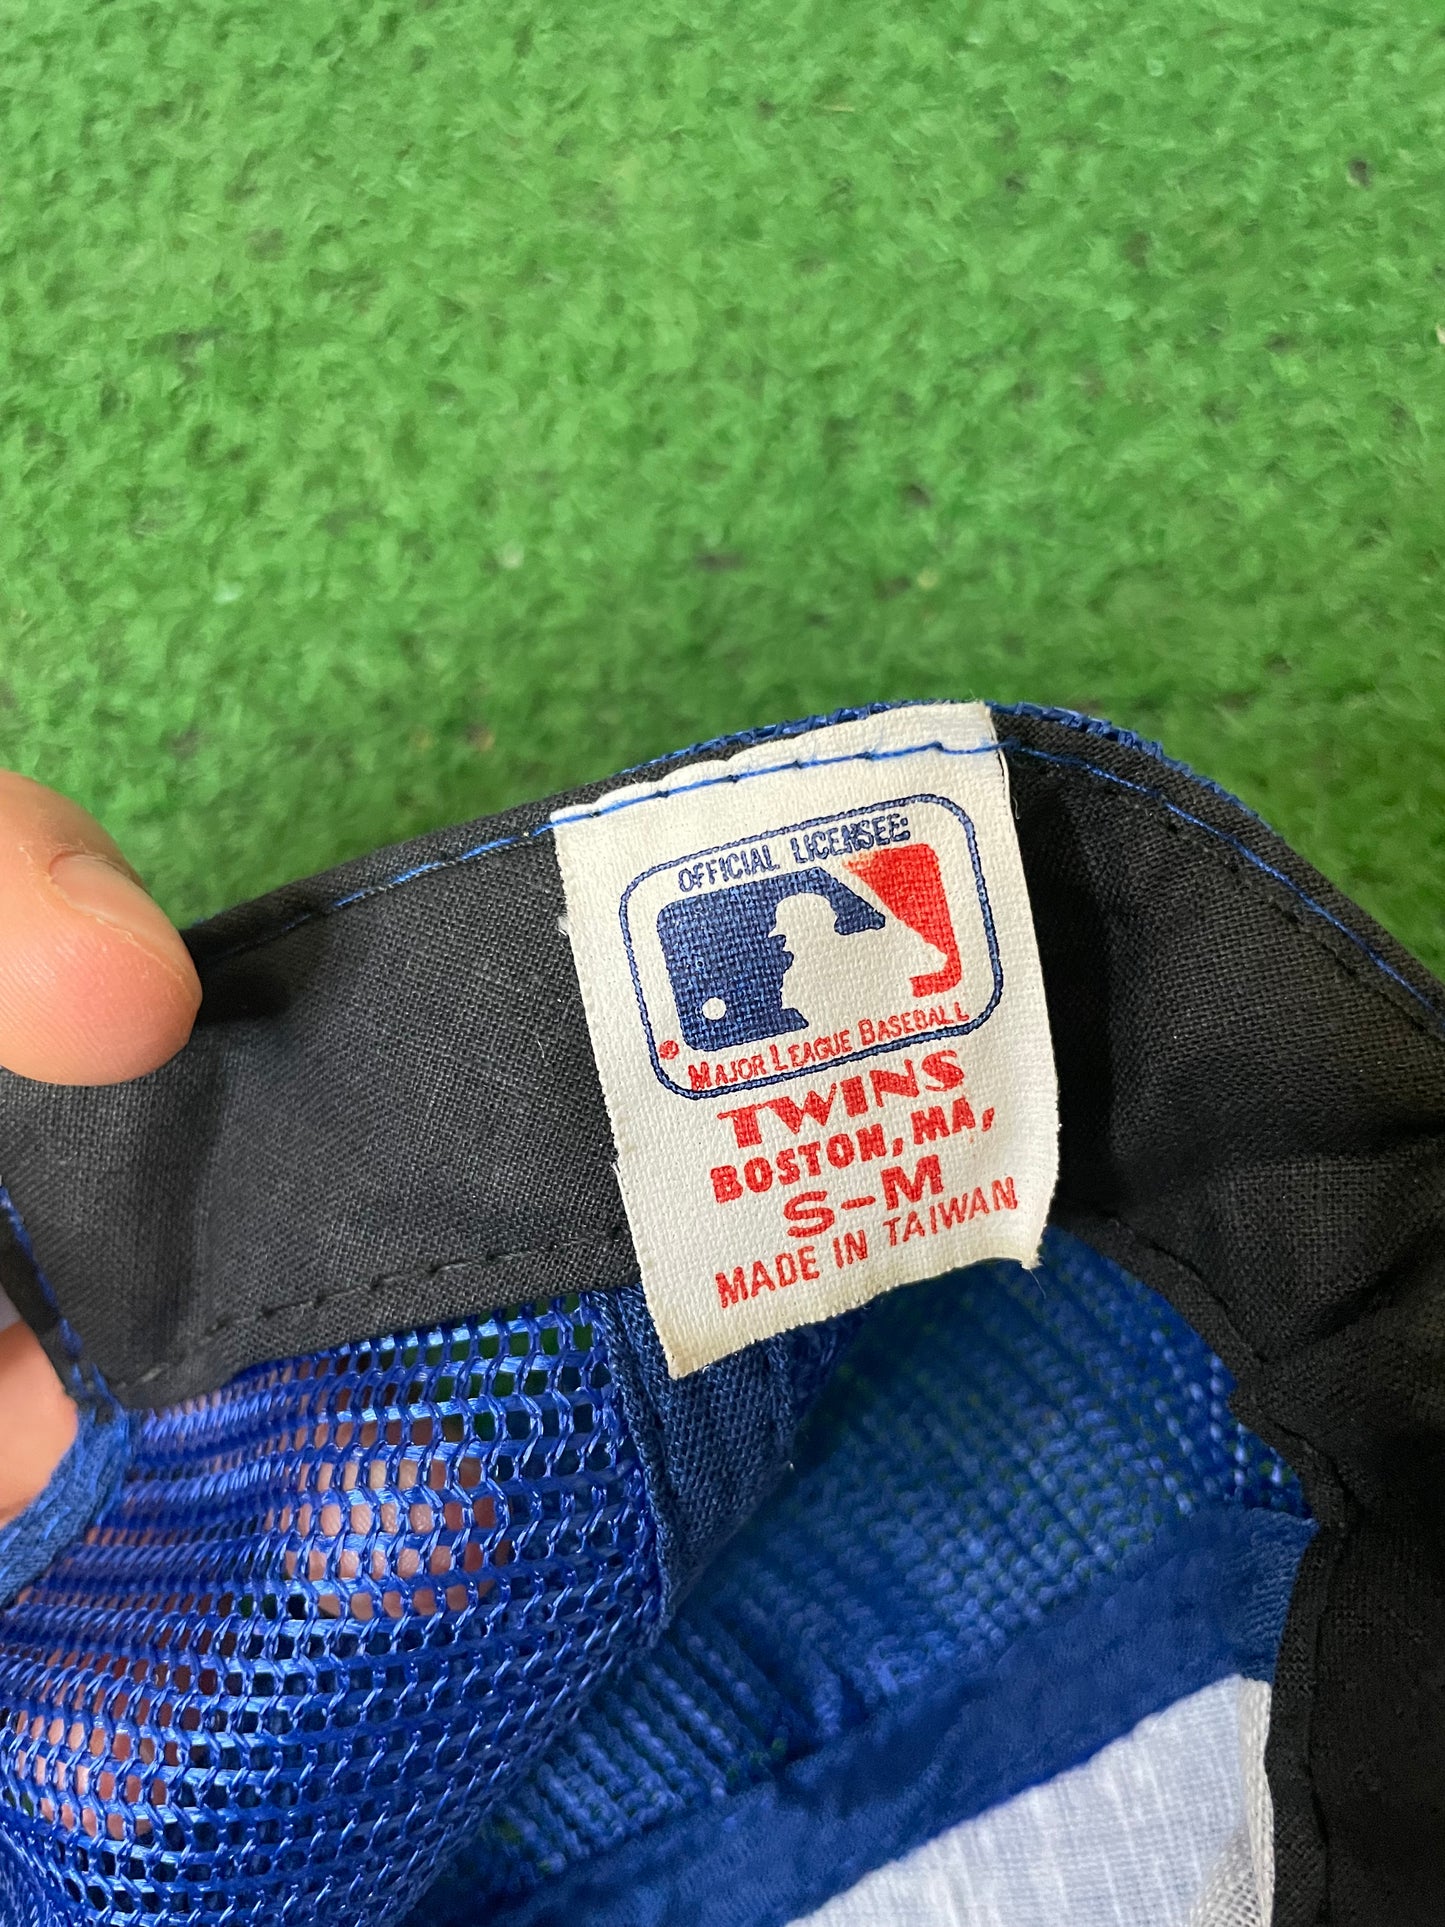 OFFICIAL LICENSEE:
MAJOR LEAGUE BASEBALL
TWINS
BOSTON, MA,
S-M
MADE IN TAIWAN